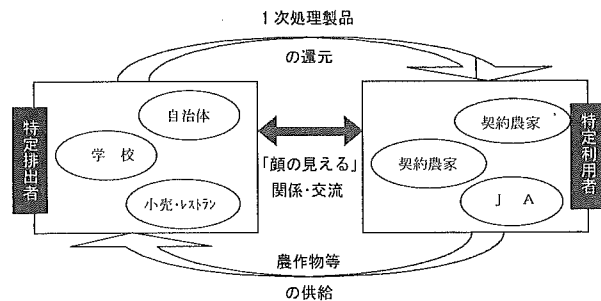 1次処理製品
の還元
特定排出者
自治体
学 校
小売・レストラン
「顔の見える」
関係・交流
契約農家
契約農家
J A
特定利用者
農作物等
の供給